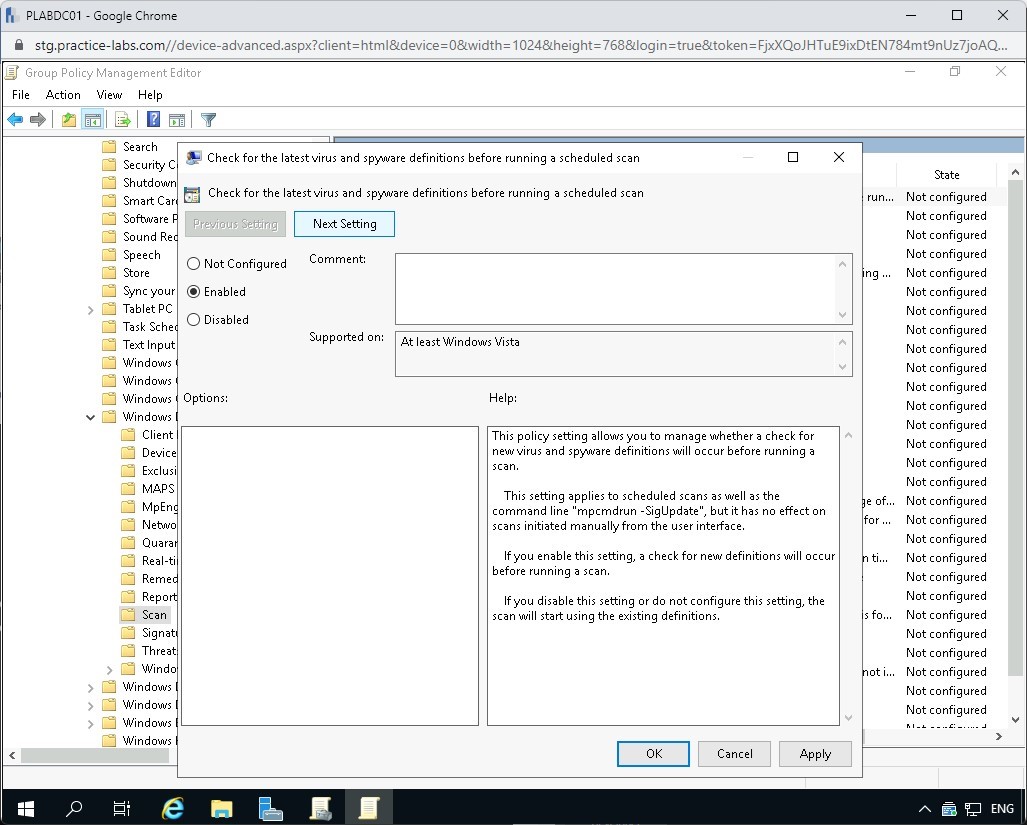 PLABDC01 - Google Chrome
stg.practice-labs.com//device-advanced.aspx?client=html&device=0&width=1024&height=768&login=true&token=FjxXQoJHTuE9ixDtEN784mt9nUz7joAQ...
Group Policy Management Editor
File Action View Help
Search
Security C
Shutdown
Smart Car
Software P
Sound Rec
Speech
Store
Sync your
Tablet PC
Task Sched
Text Input
Windows
Windows
Windows
Windows
Client
Device
Exclusi
MAPS
MpEng
Netwo
Quaran
Real-ti
Remed
Report
Scan
Signatu
Threat
Windo
Windows
Windows
Windows
Windows
Check for the latest virus and spyware definitions before running a scheduled scan
Check for the latest virus and spyware definitions before running a scheduled scan
Previous Setting Next Setting
Not Configured
Enabled
Disabled
Comment:
Supported on:
At least Windows Vista
Options:
Help:
This policy setting allows you to manage whether a check for
new virus and spyware definitions will occur before running a
scan.
This setting applies to scheduled scans as well as the
command line "mpcmdrun -SigUpdate", but it has no effect on
scans initiated manually from the user interface.
If you enable this setting, a check for new definitions will occur
before running a scan.
If you disable this setting or do not configure this setting, the
scan will start using the existing definitions.
OK Cancel Apply
State
run... Not configured
Not configured
Not configured
Not configured
ing ... Not configured
Not configured
Not configured
Not configured
Not configured
Not configured
Not configured
Not configured
Not configured
Not configured
Not configured
Not configured
ge of... Not configured
for ... Not configured
Not configured
n ti... Not configured
Not configured
Not configured
s fo... Not configured
Not configured
Not configured
not i... Not configured
Not configured
Not configured
Not configured
ENG